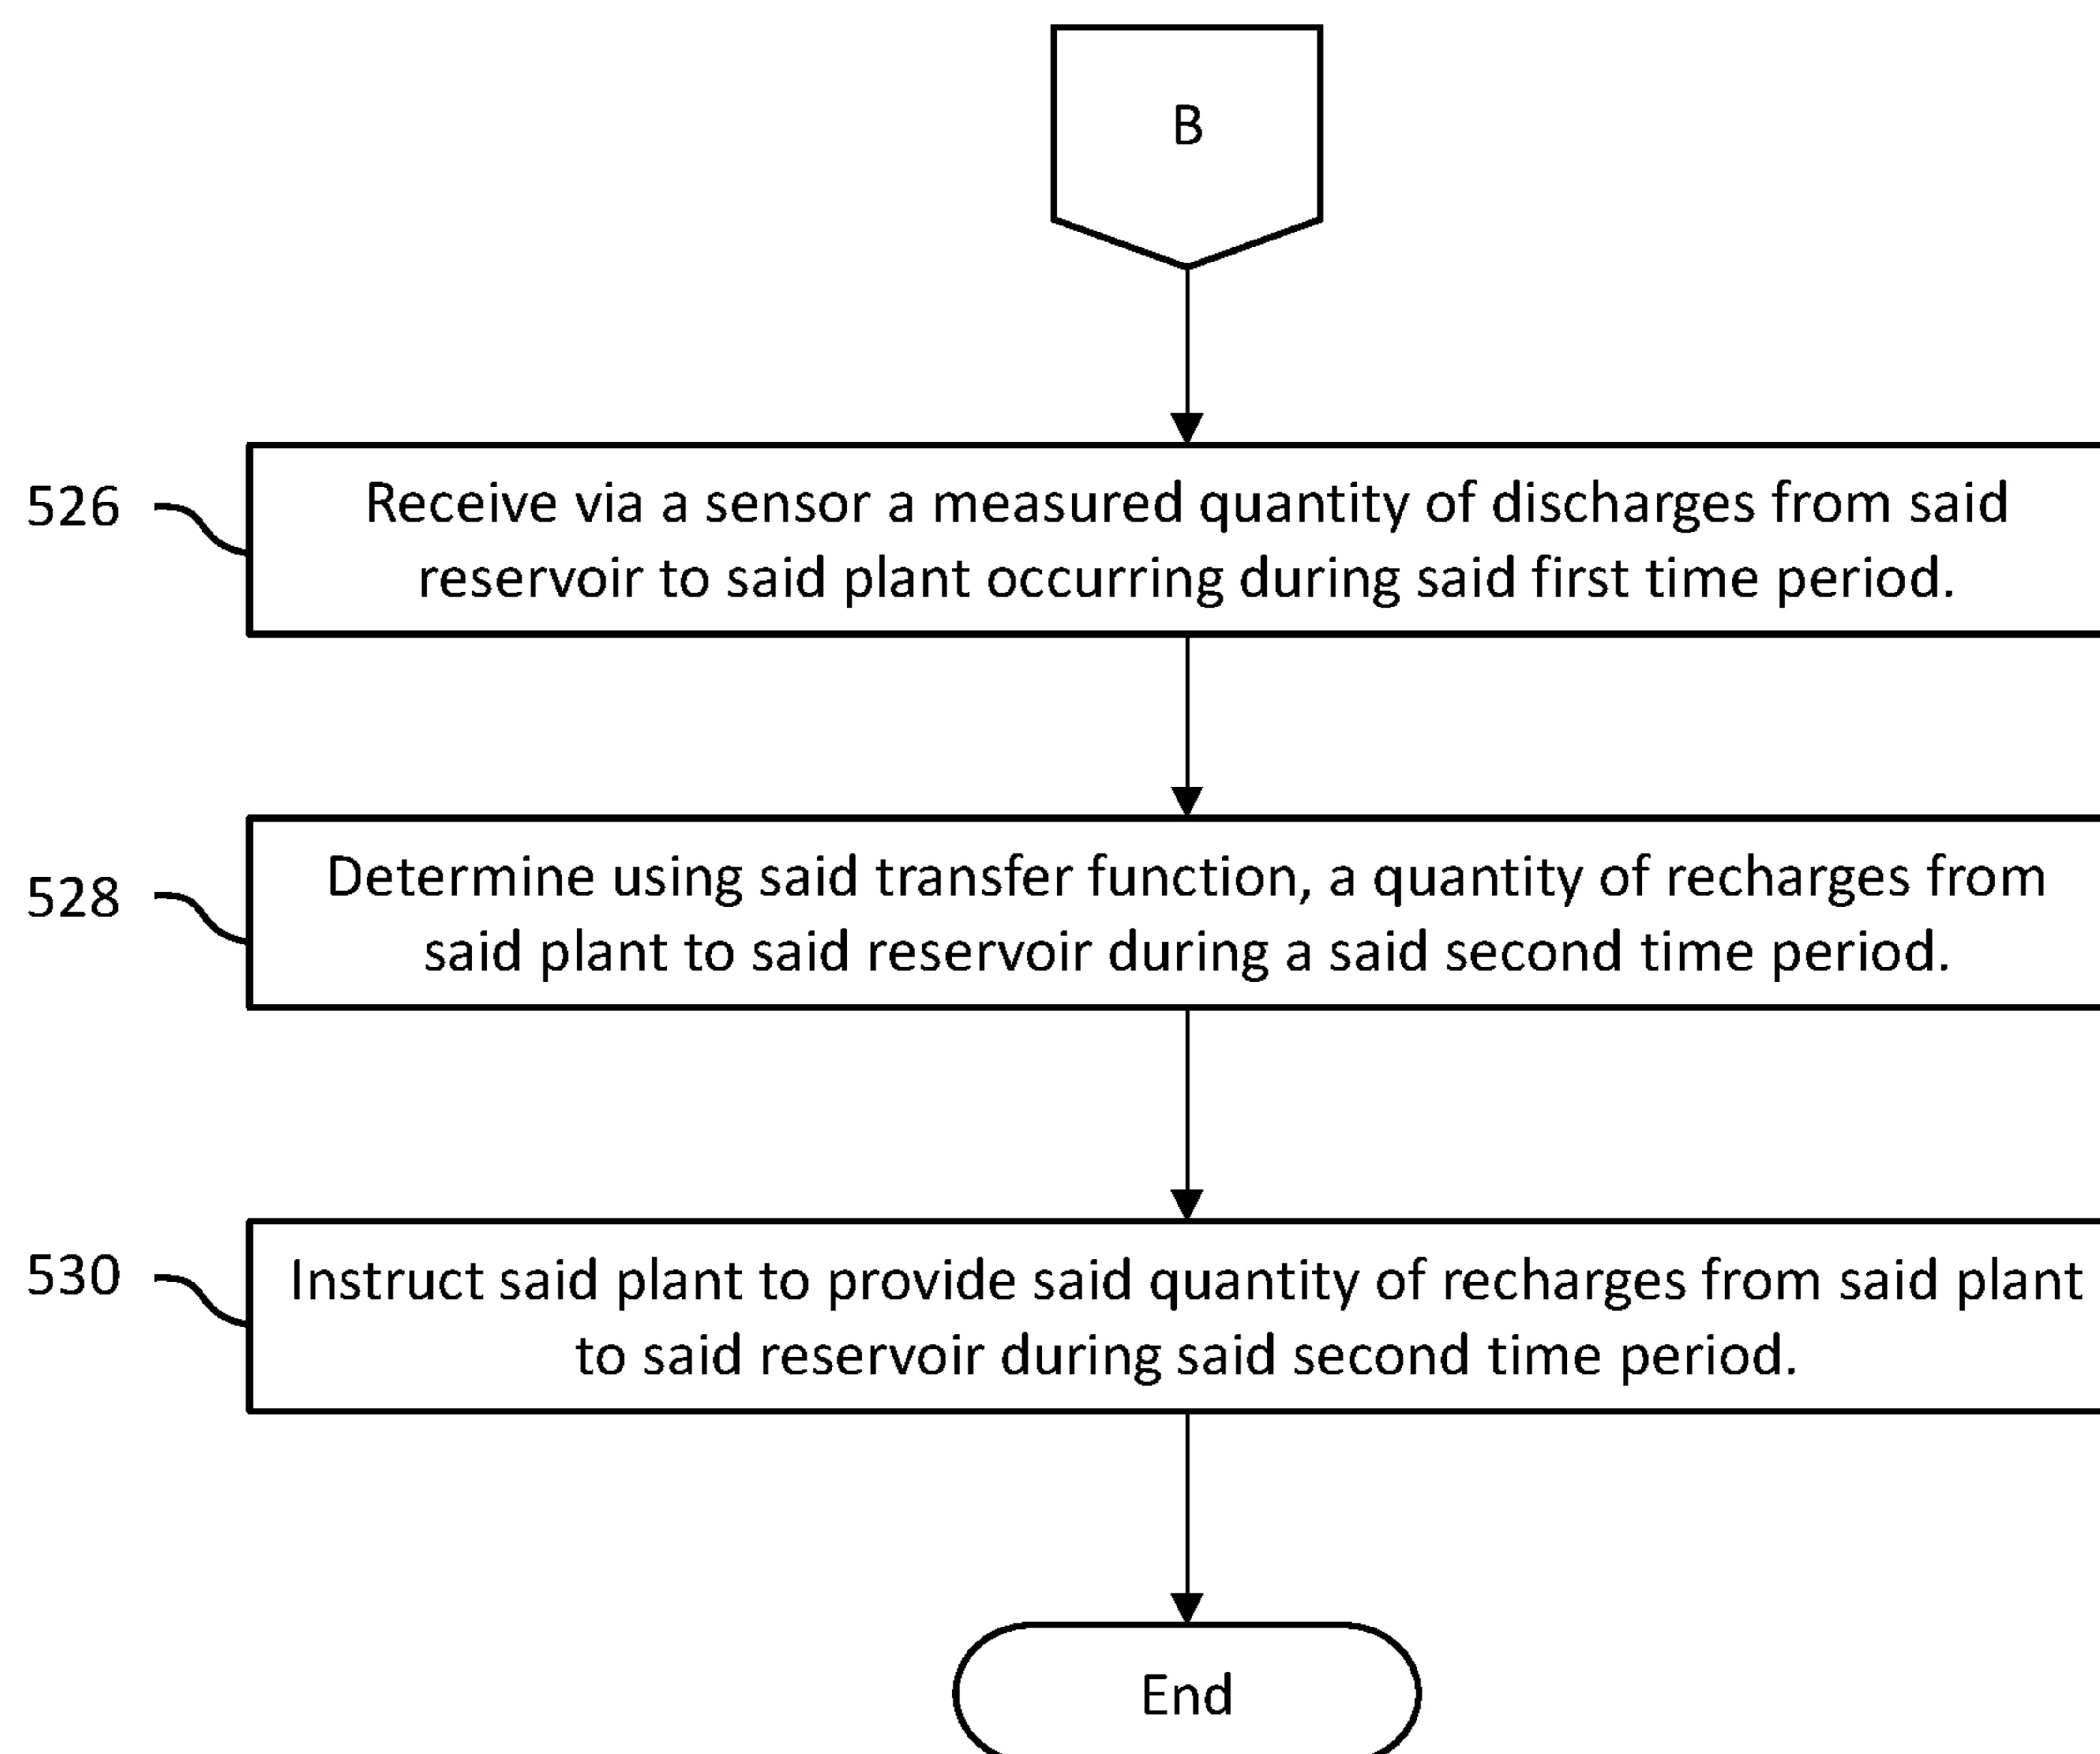 B
526
Receive via a sensor a measured quantity of discharges from said
reservoir to said plant occurring during said first time period.
528
Determine using said transfer function, a quantity of recharges from
said plant to said reservoir during a said second time period.
530
Instruct said plant to provide said quantity of recharges from said plant
to said reservoir during said second time period.
End